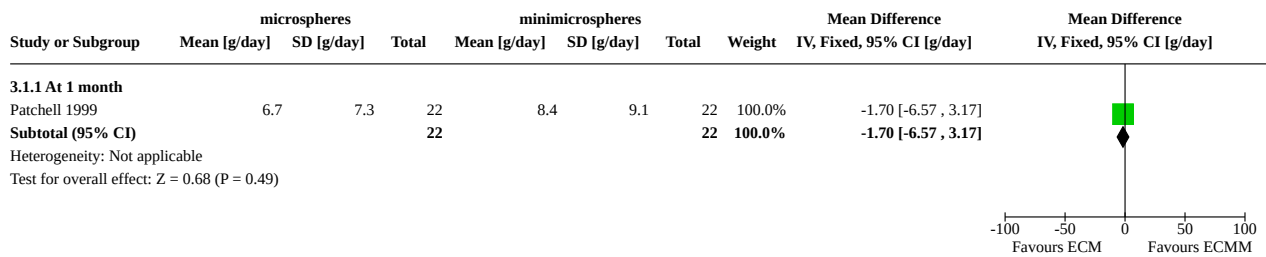 microspheres minimicrospheres Mean Difference Mean Difference
Study or Subgroup Mean [g/day] SD [g/day] Total Mean [g/day] SD [g/day] Total Weight IV, Fixed, 95% CI [g/day] IV, Fixed, 95% CI [g/day]
3.1.1 At 1 month
Patchell 1999 6.7 7.3 22 8.4 9.1 22 100.0% -1.70 [-6.57 , 3.17]
Subtotal (95% CI) 22 22 100.0% -1.70 [-6.57 , 3.17]
Heterogeneity: Not applicable
Test for overall effect: Z = 0.68 (P = 0.49)
-100 -50 0 50 100
Favours ECM Favours ECMM